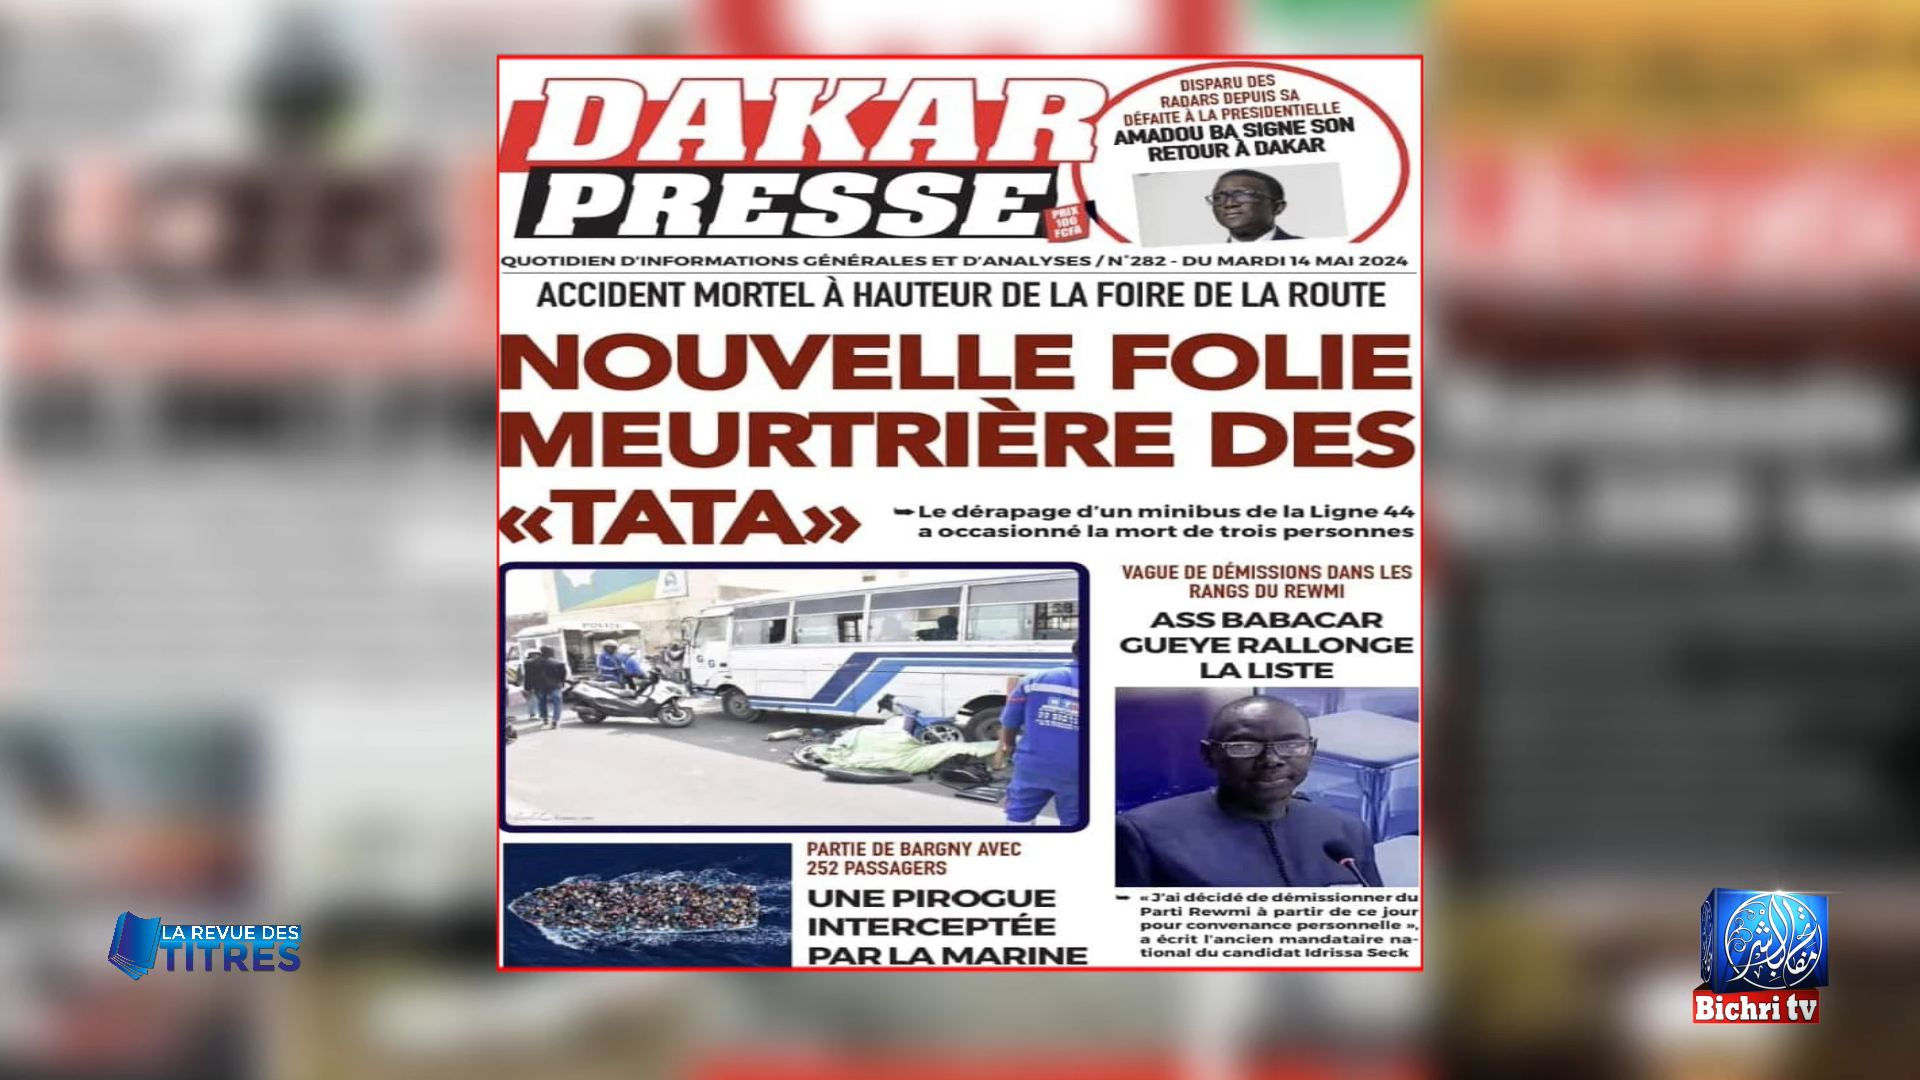 DAKAR
PRESSE
PRIX
100
FCFA
DISPARU DES
RADARS DEPUIS SA
DÉFAITE À LA PRESIDENTIELLE
AMADOU BA SIGNE SON
RETOUR À DAKAR
QUOTIDIEN D'INFORMATIONS GÉNÉRALES ET D'ANALYSES / N°282 - DU MARDI 14 MAI 2024
ACCIDENT MORTEL À HAUTEUR DE LA FOIRE DE LA ROUTE
NOUVELLE FOLIE
MEURTRIÈRE DES
«TATA»
Le dérapage d'un minibus de la Ligne 44
a occasionné la mort de trois personnes
POLICE
VAGUE DE DÉMISSIONS DANS LES
RANGS DU REWMI
ASS BABACAR
GUEYE RALLONGE
LA LISTE
« J'ai décidé de démissionner du
Parti Rewmi à partir de ce jour
pour convenance personnelle »,
a écrit l'ancien mandataire na-
tional du candidat Idrissa Seck
PARTIE DE BARGNY AVEC
252 PASSAGERS
UNE PIROGUE
INTERCEPTÉE
PAR LA MARINE
LA REVUE DES
TITRES
Bichri tv